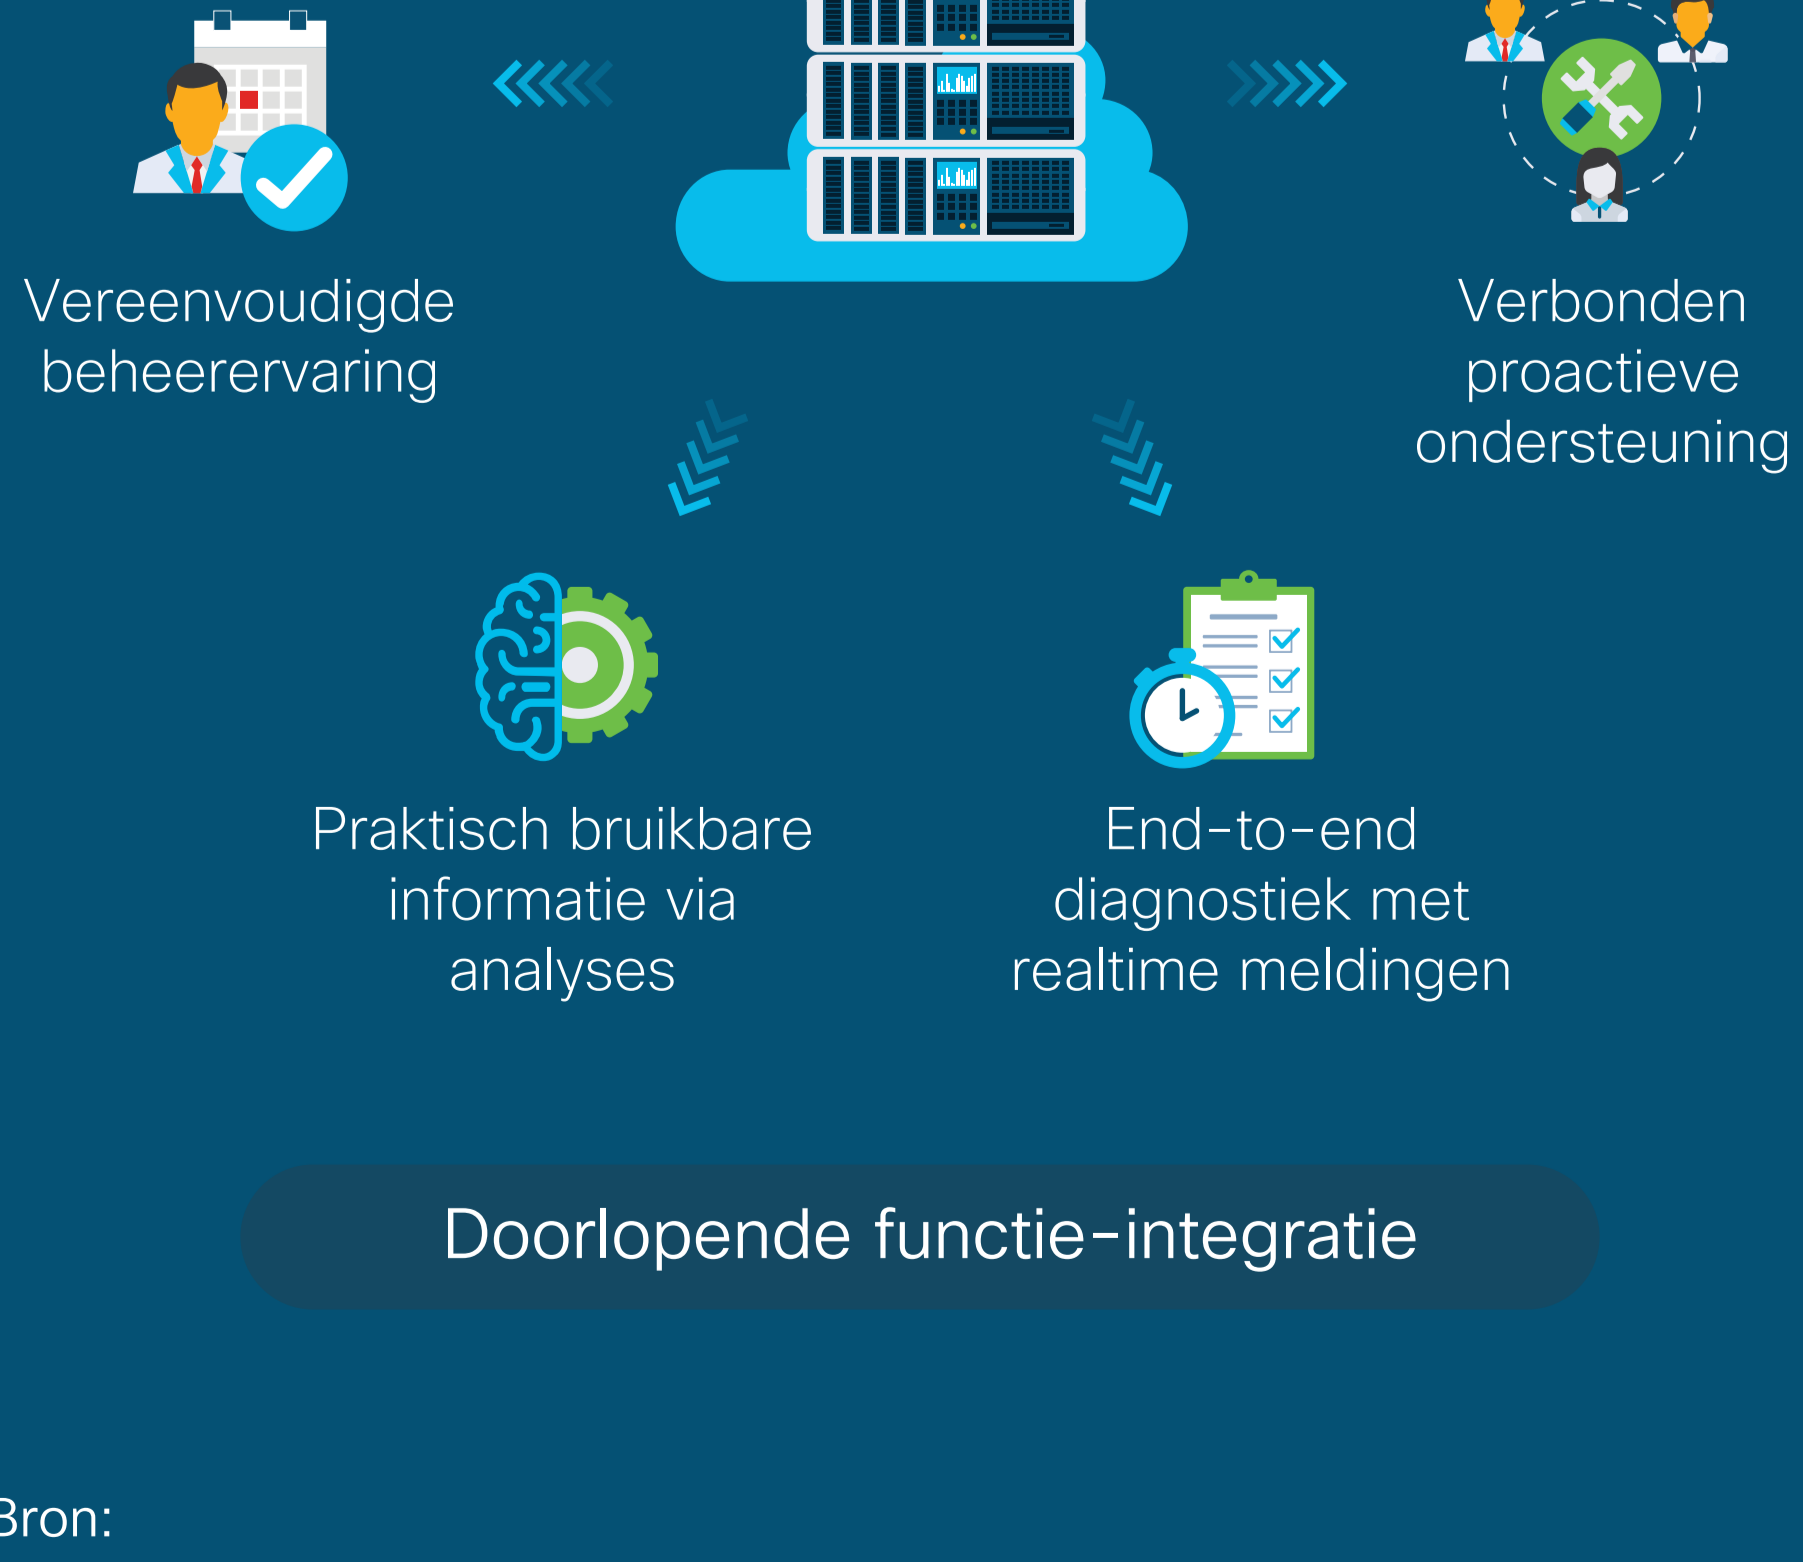 Vereenvoudigde
beheerervaring
Verbonden
proactieve
ondersteuning
Praktisch bruikbare
informatie via
analyses
End-to-end
diagnostiek met
realtime meldingen
Doorlopende functie-integratie
Bron: